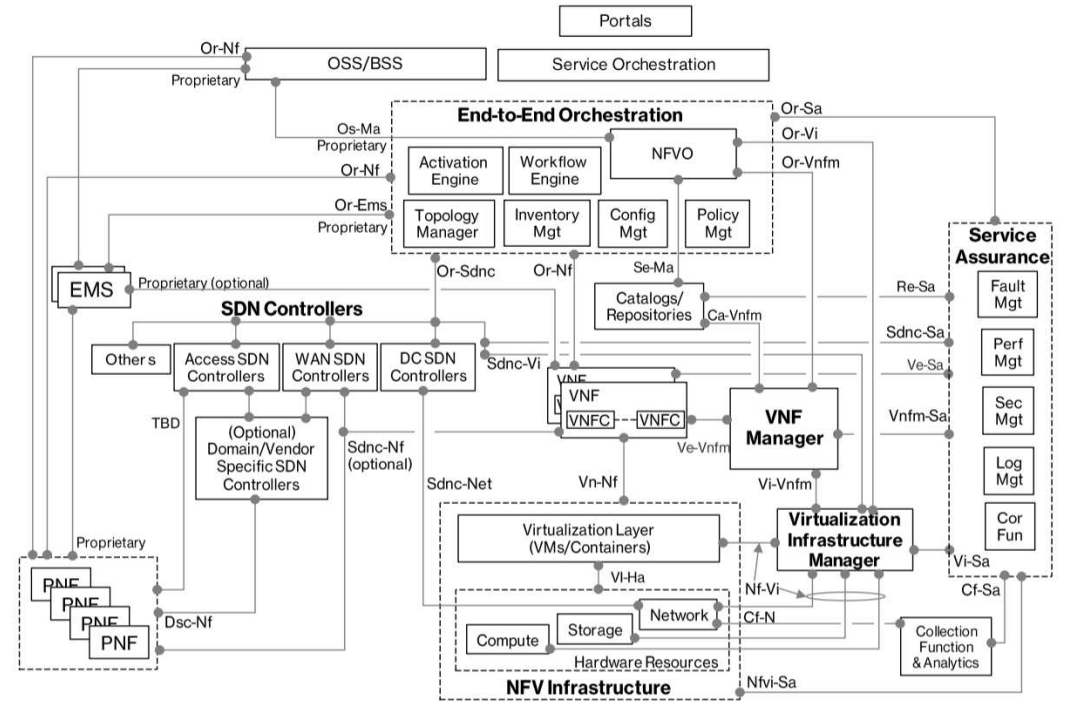 Portals
Or-Nf
OSS/BSS
Service Orchestration
Proprietary
End-to-End Orchestration
Or-Sa
Os-Ma
Proprietary
NFVO
Or-Vi
Or-Vnfm
Activation
Engine
Workflow
Engine
Or-Nf
Or-Ems
Proprietary
Topology
Manager
Inventory
Mgt
Config
Mgt
Policy
Mgt
Service
Assurance
Or-Sdnc
Or-Nf
Se-Ma
EMS
Proprietary (optional)
Catalogs/
Repositories
Re-Sa
Fault
Mgt
SDN Controllers
Ca-Vnfm
Sdnc-Sa
Others
Access SDN
Controllers
WAN SDN
Controllers
DC SDN
Controllers
Sdnc-Vi
Perf
Mgt
Ve-Sa
VNF
VNF
VNFC
VNFC
VNF
Manager
Sec
Mgt
Vnfm-Sa
TBD
(Optional)
Domain/Vendor
Specific SDN
Controllers
Sdnc-Nf
(optional)
Ve-Vnfm
Sdnc-Net
Vn-Nf
Vi-Vnfm
Log
Mgt
Proprietary
Virtualization Layer
(VMs/Containers)
Virtualization
Infrastructure
Manager
Cor
Fun
Vi-Sa
PNF
PNF
PNF
PNF
Dsc-Nf
Vl-Ha
Nf-Vi
Cf-Sa
Network
Cf-N
Storage
Compute
Hardware Resources
Collection
Function
& Analytics
NFV Infrastructure
Nfvi-Sa